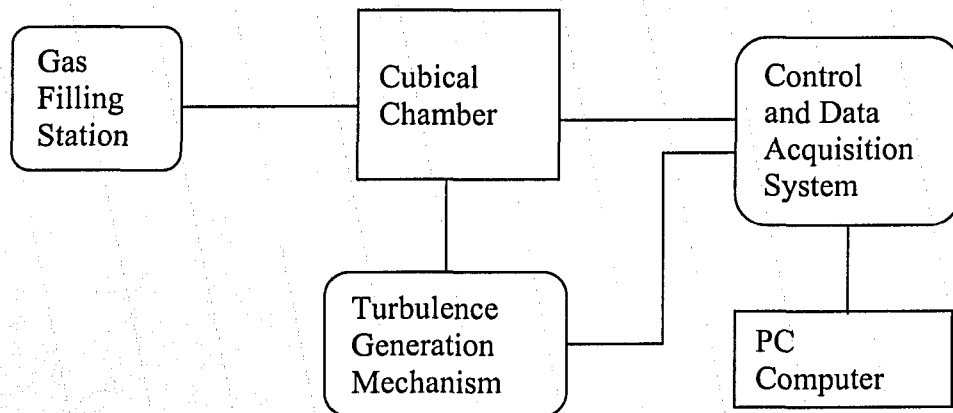 Gas
Filling
Station
Cubical
Chamber
Control
and Data
Acquisition
System
Turbulence
Generation
Mechanism
PC
Computer